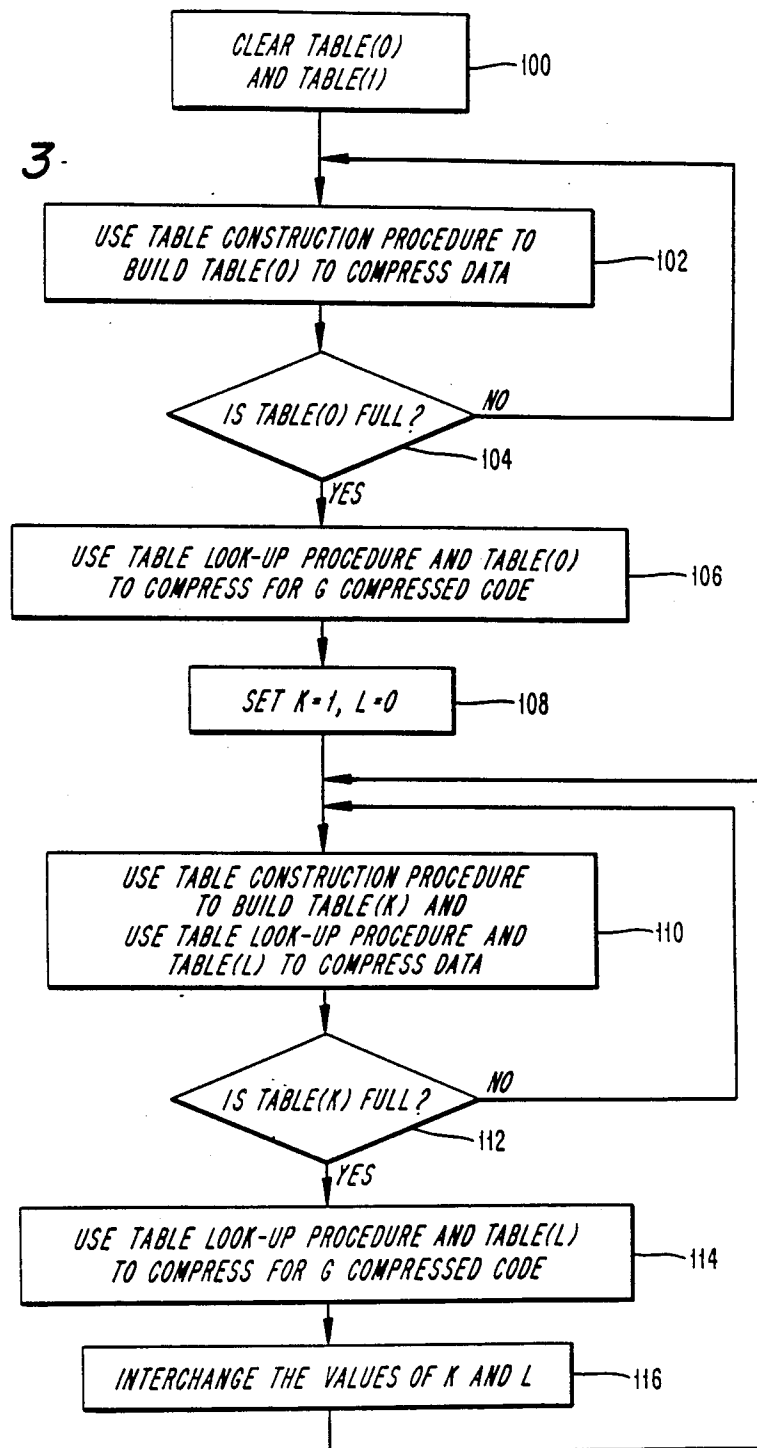 CLEAR TABLE(0)
AND TABLE(1)
100
3
USE TABLE CONSTRUCTION PROCEDURE TO
BUILD TABLE(0) TO COMPRESS DATA
102
IS TABLE(0) FULL?
NO
104
YES
USE TABLE LOOK-UP PROCEDURE AND TABLE(0)
TO COMPRESS FOR G COMPRESSED CODE
106
SET K=1, L=0
108
USE TABLE CONSTRUCTION PROCEDURE
TO BUILD TABLE(K) AND
USE TABLE LOOK-UP PROCEDURE AND
TABLE(L) TO COMPRESS DATA
110
IS TABLE(K) FULL?
NO
112
YES
USE TABLE LOOK-UP PROCEDURE AND TABLE(L)
TO COMPRESS FOR G COMPRESSED CODE
114
INTERCHANGE THE VALUES OF K AND L
116